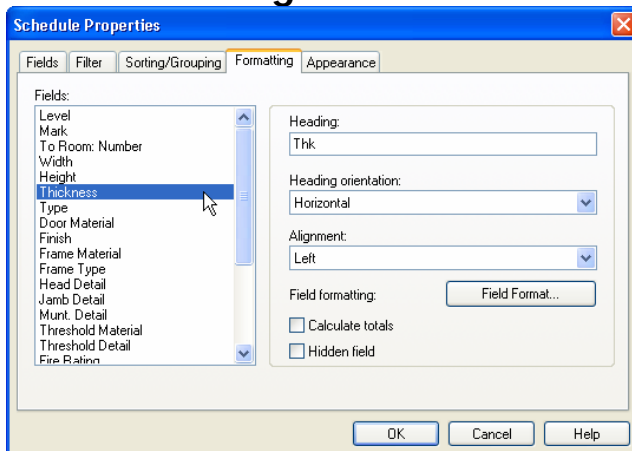 Schedule Properties
Fields Filter Sorting/Grouping Formatting Appearance
Fields:
Level
Mark
To Room: Number
Width
Height
Thickness
Type
Door Material
Finish
Frame Material
Frame Type
Head Detail
Jamb Detail
Munt. Detail
Threshold Material
Threshold Detail
Fire Rating
Heading:
Thk
Heading orientation:
Horizontal
Alignment:
Left
Field formatting: Field Format...
Calculate totals
Hidden field
OK Cancel Help